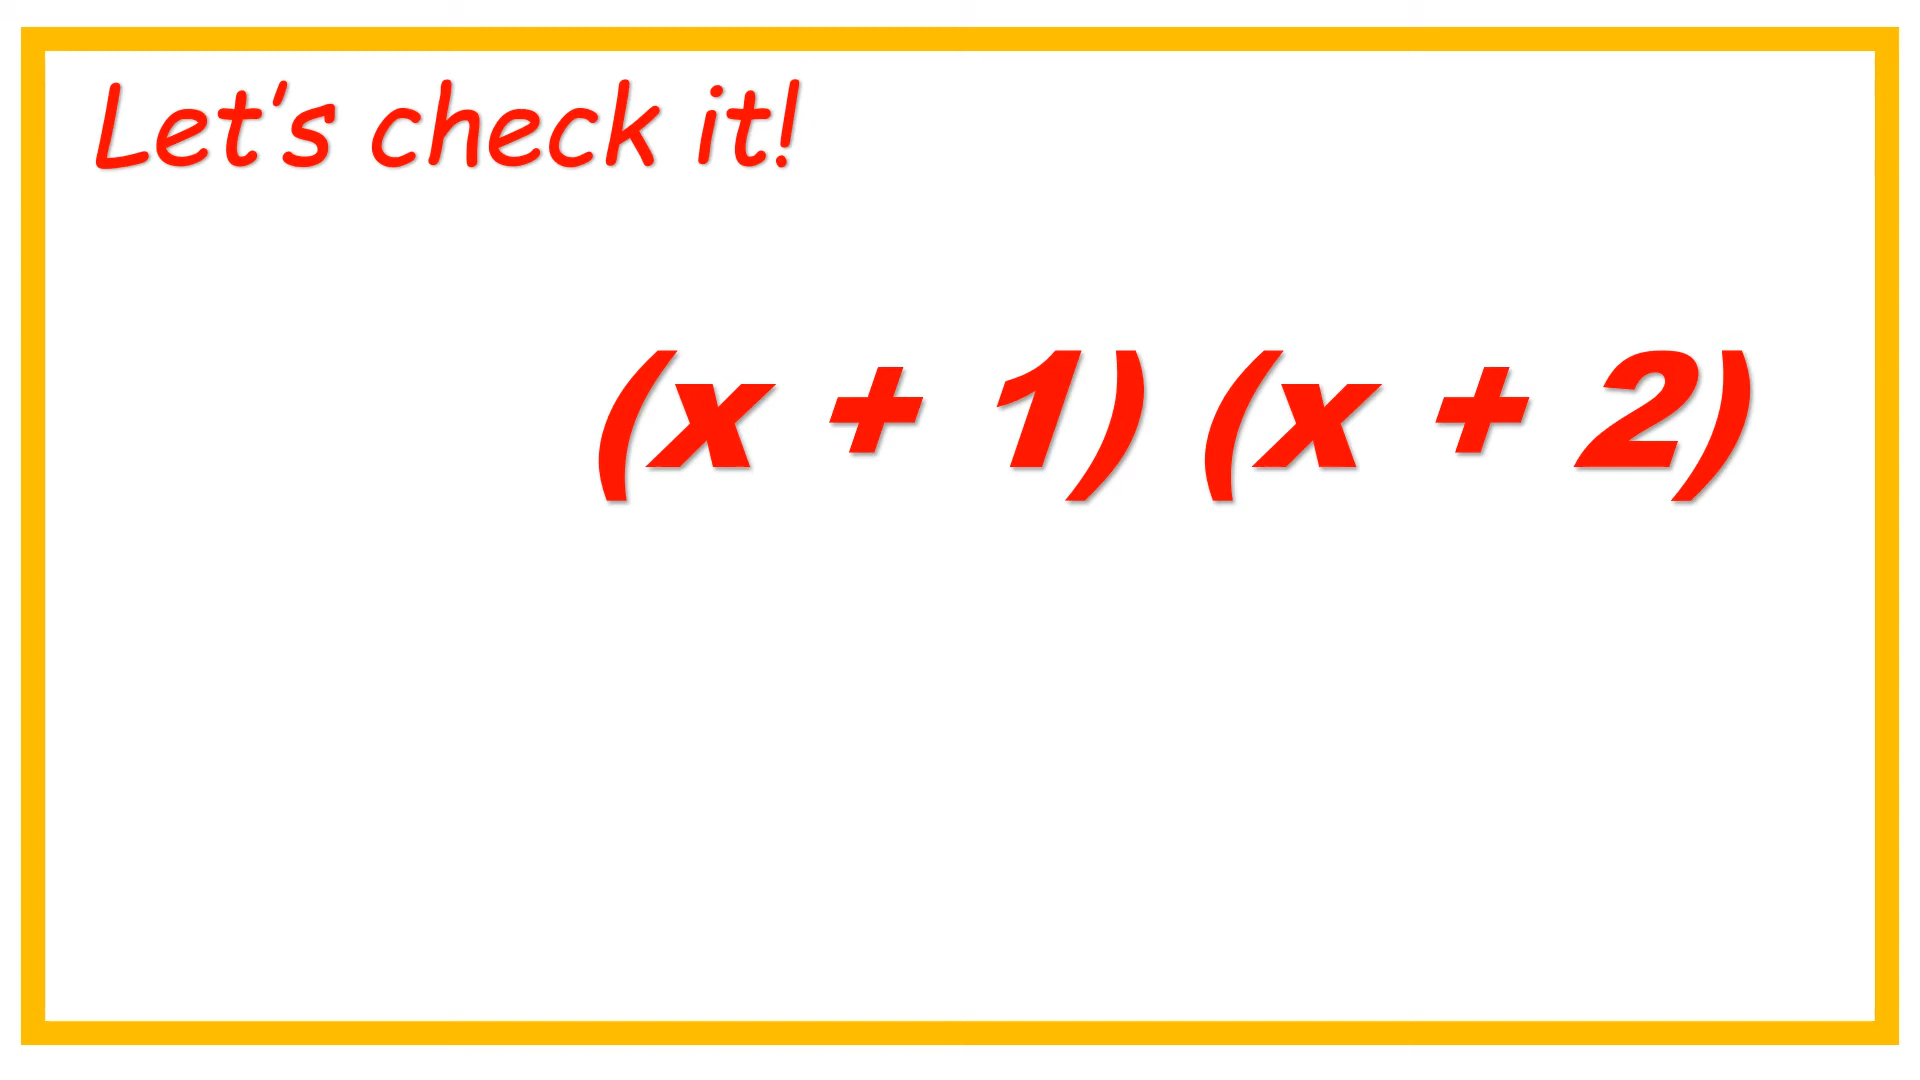 Let's check it!
(x + 1) (x + 2)